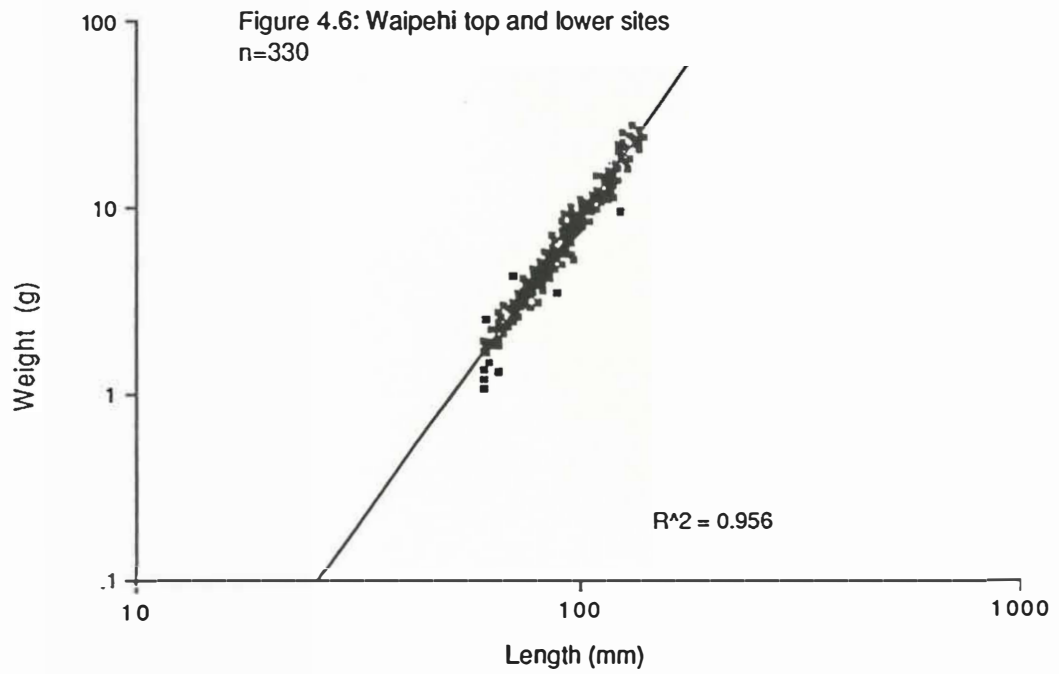 Figure 4.6: Waipehi top and lower sites
n=330
100
10
1
.1
Weight (g)
R^2 = 0.956
10
100
1000
Length (mm)